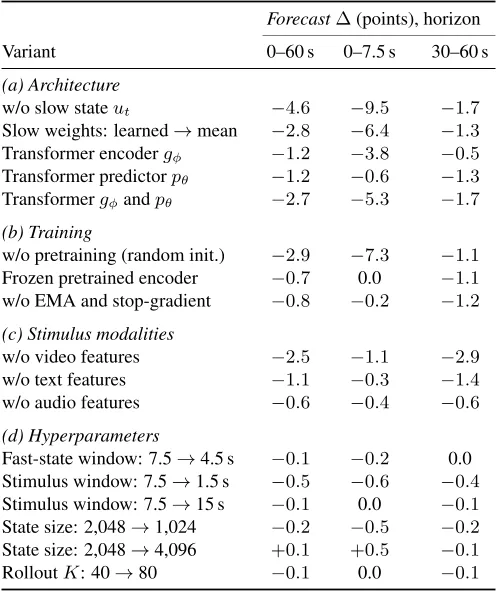 Forecast Δ (points), horizon
Variant 0–60 s 0–7.5 s 30–60 s
(a) Architecture
w/o slow state uₜ −4.6 −9.5 −1.7
Slow weights: learned → mean −2.8 −6.4 −1.3
Transformer encoder g_ϕ −1.2 −3.8 −0.5
Transformer predictor p_θ −1.2 −0.6 −1.3
Transformer g_ϕ and p_θ −2.7 −5.3 −1.7
(b) Training
w/o pretraining (random init.) −2.9 −7.3 −1.1
Frozen pretrained encoder −0.7 0.0 −1.1
w/o EMA and stop-gradient −0.8 −0.2 −1.2
(c) Stimulus modalities
w/o video features −2.5 −1.1 −2.9
w/o text features −1.1 −0.3 −1.4
w/o audio features −0.6 −0.4 −0.6
(d) Hyperparameters
Fast-state window: 7.5 → 4.5 s −0.1 −0.2 0.0
Stimulus window: 7.5 → 1.5 s −0.5 −0.6 −0.4
Stimulus window: 7.5 → 15 s −0.1 0.0 −0.1
State size: 2,048 → 1,024 −0.2 −0.5 −0.2
State size: 2,048 → 4,096 +0.1 +0.5 −0.1
Rollout K: 40 → 80 −0.1 0.0 −0.1